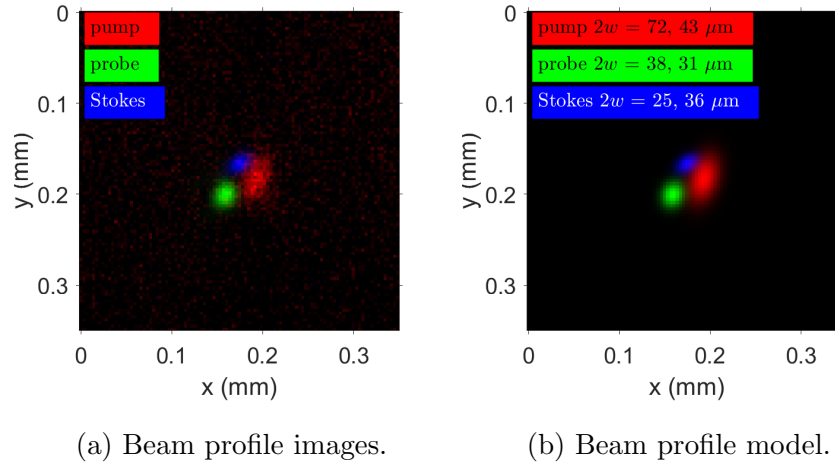 0
0.1
0.2
0.3
y (mm)
0
0.1
0.2
0.3
x (mm)
pump
probe
Stokes
(a) Beam profile images.
0
0.1
0.2
0.3
y (mm)
0
0.1
0.2
0.3
x (mm)
pump 2w = 72, 43 μm
probe 2w = 38, 31 μm
Stokes 2w = 25, 36 μm
(b) Beam profile model.